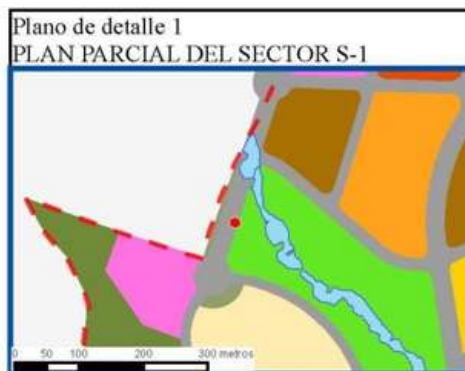 Plano de detalle 1
PLAN PARCIAL DEL SECTOR S-1
0 50 100 200 300 metros